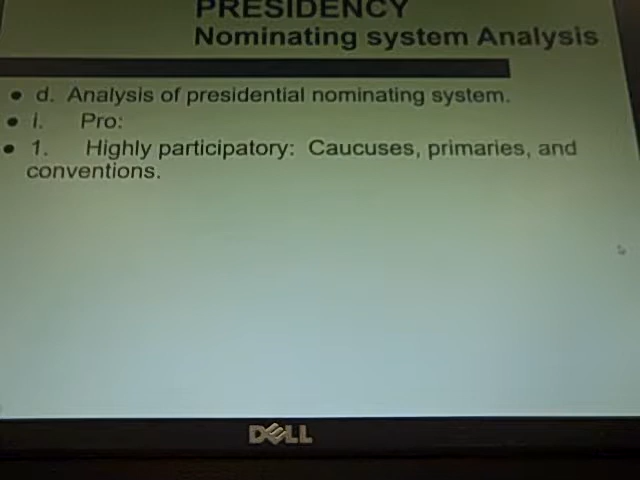 PRESIDENCY
Nominating system Analysis
• d. Analysis of presidential nominating system.
• i. Pro:
• 1. Highly participatory: Caucuses, primaries, and
conventions.
DELL